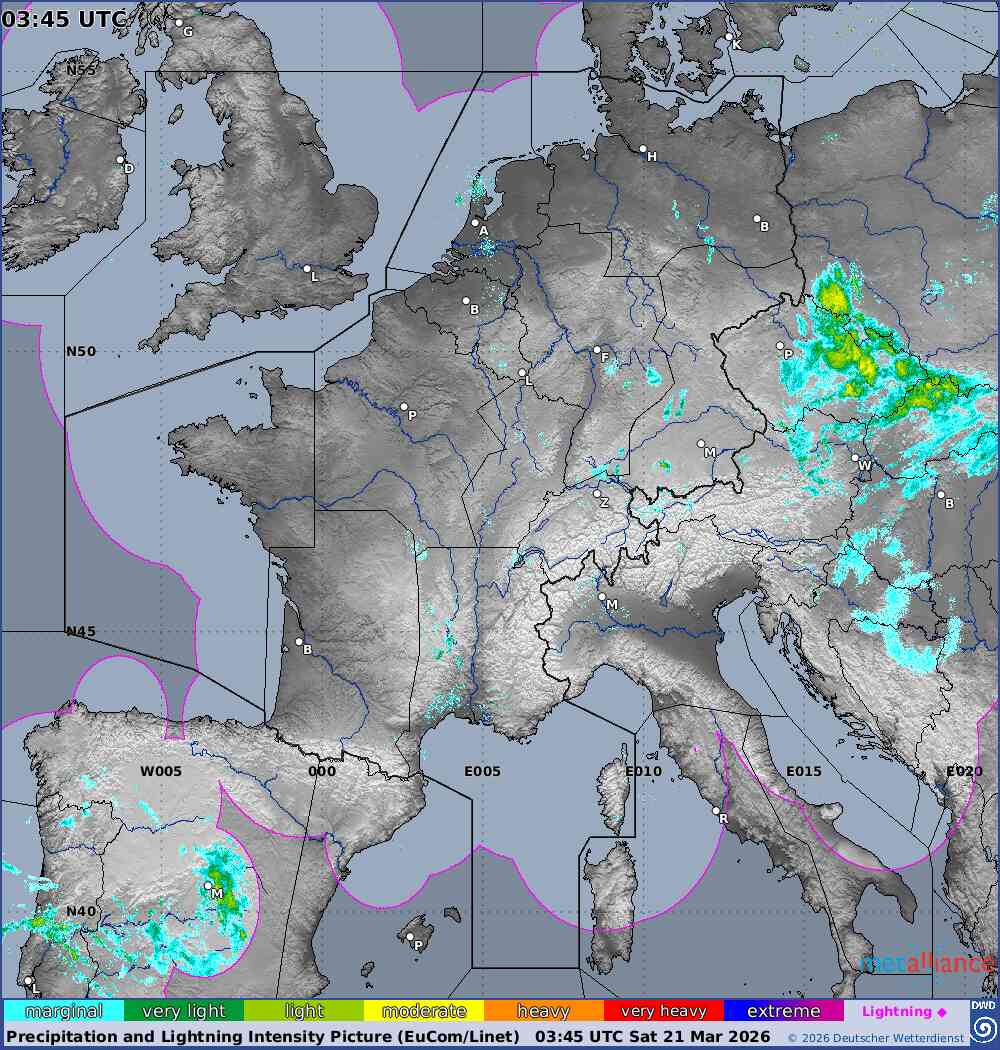 03:45 UTC
G
K
N55
D
H
A
B
B
L
B
N50
P
F
L
P
M
W
Z
B
M
N45
B
W005
000
E005
E010
E015
E020
R
M
N40
P
L
metalliance
marginal very light light moderate heavy very heavy extreme Lightning ◆ DWD
Precipitation and Lightning Intensity Picture (EuCom/Linet) 03:45 UTC Sat 21 Mar 2026 © 2026 Deutscher Wetterdienst